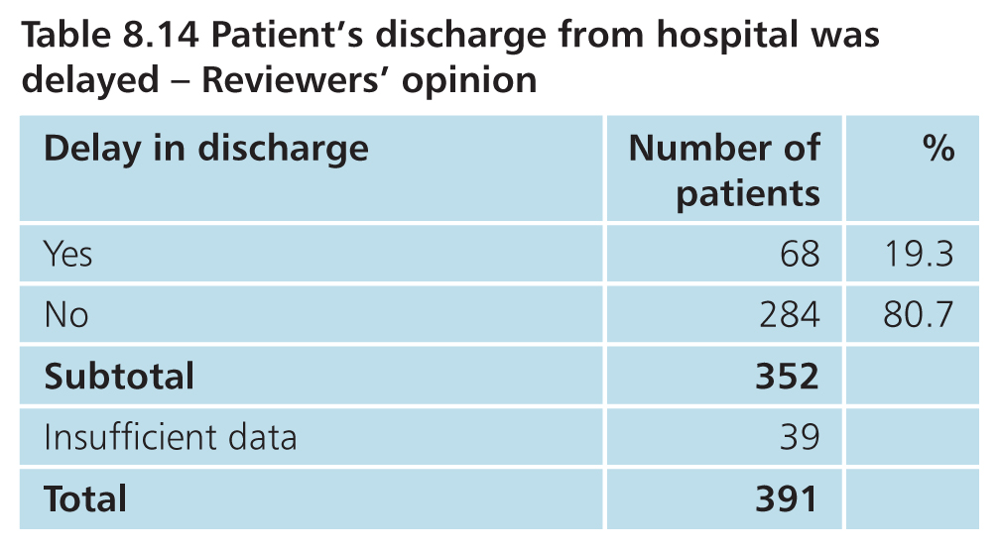 Table 8.14 Patient’s discharge from hospital was
delayed – Reviewers’ opinion
Delay in discharge Number of patients %
Yes 68 19.3
No 284 80.7
Subtotal 352
Insufficient data 39
Total 391